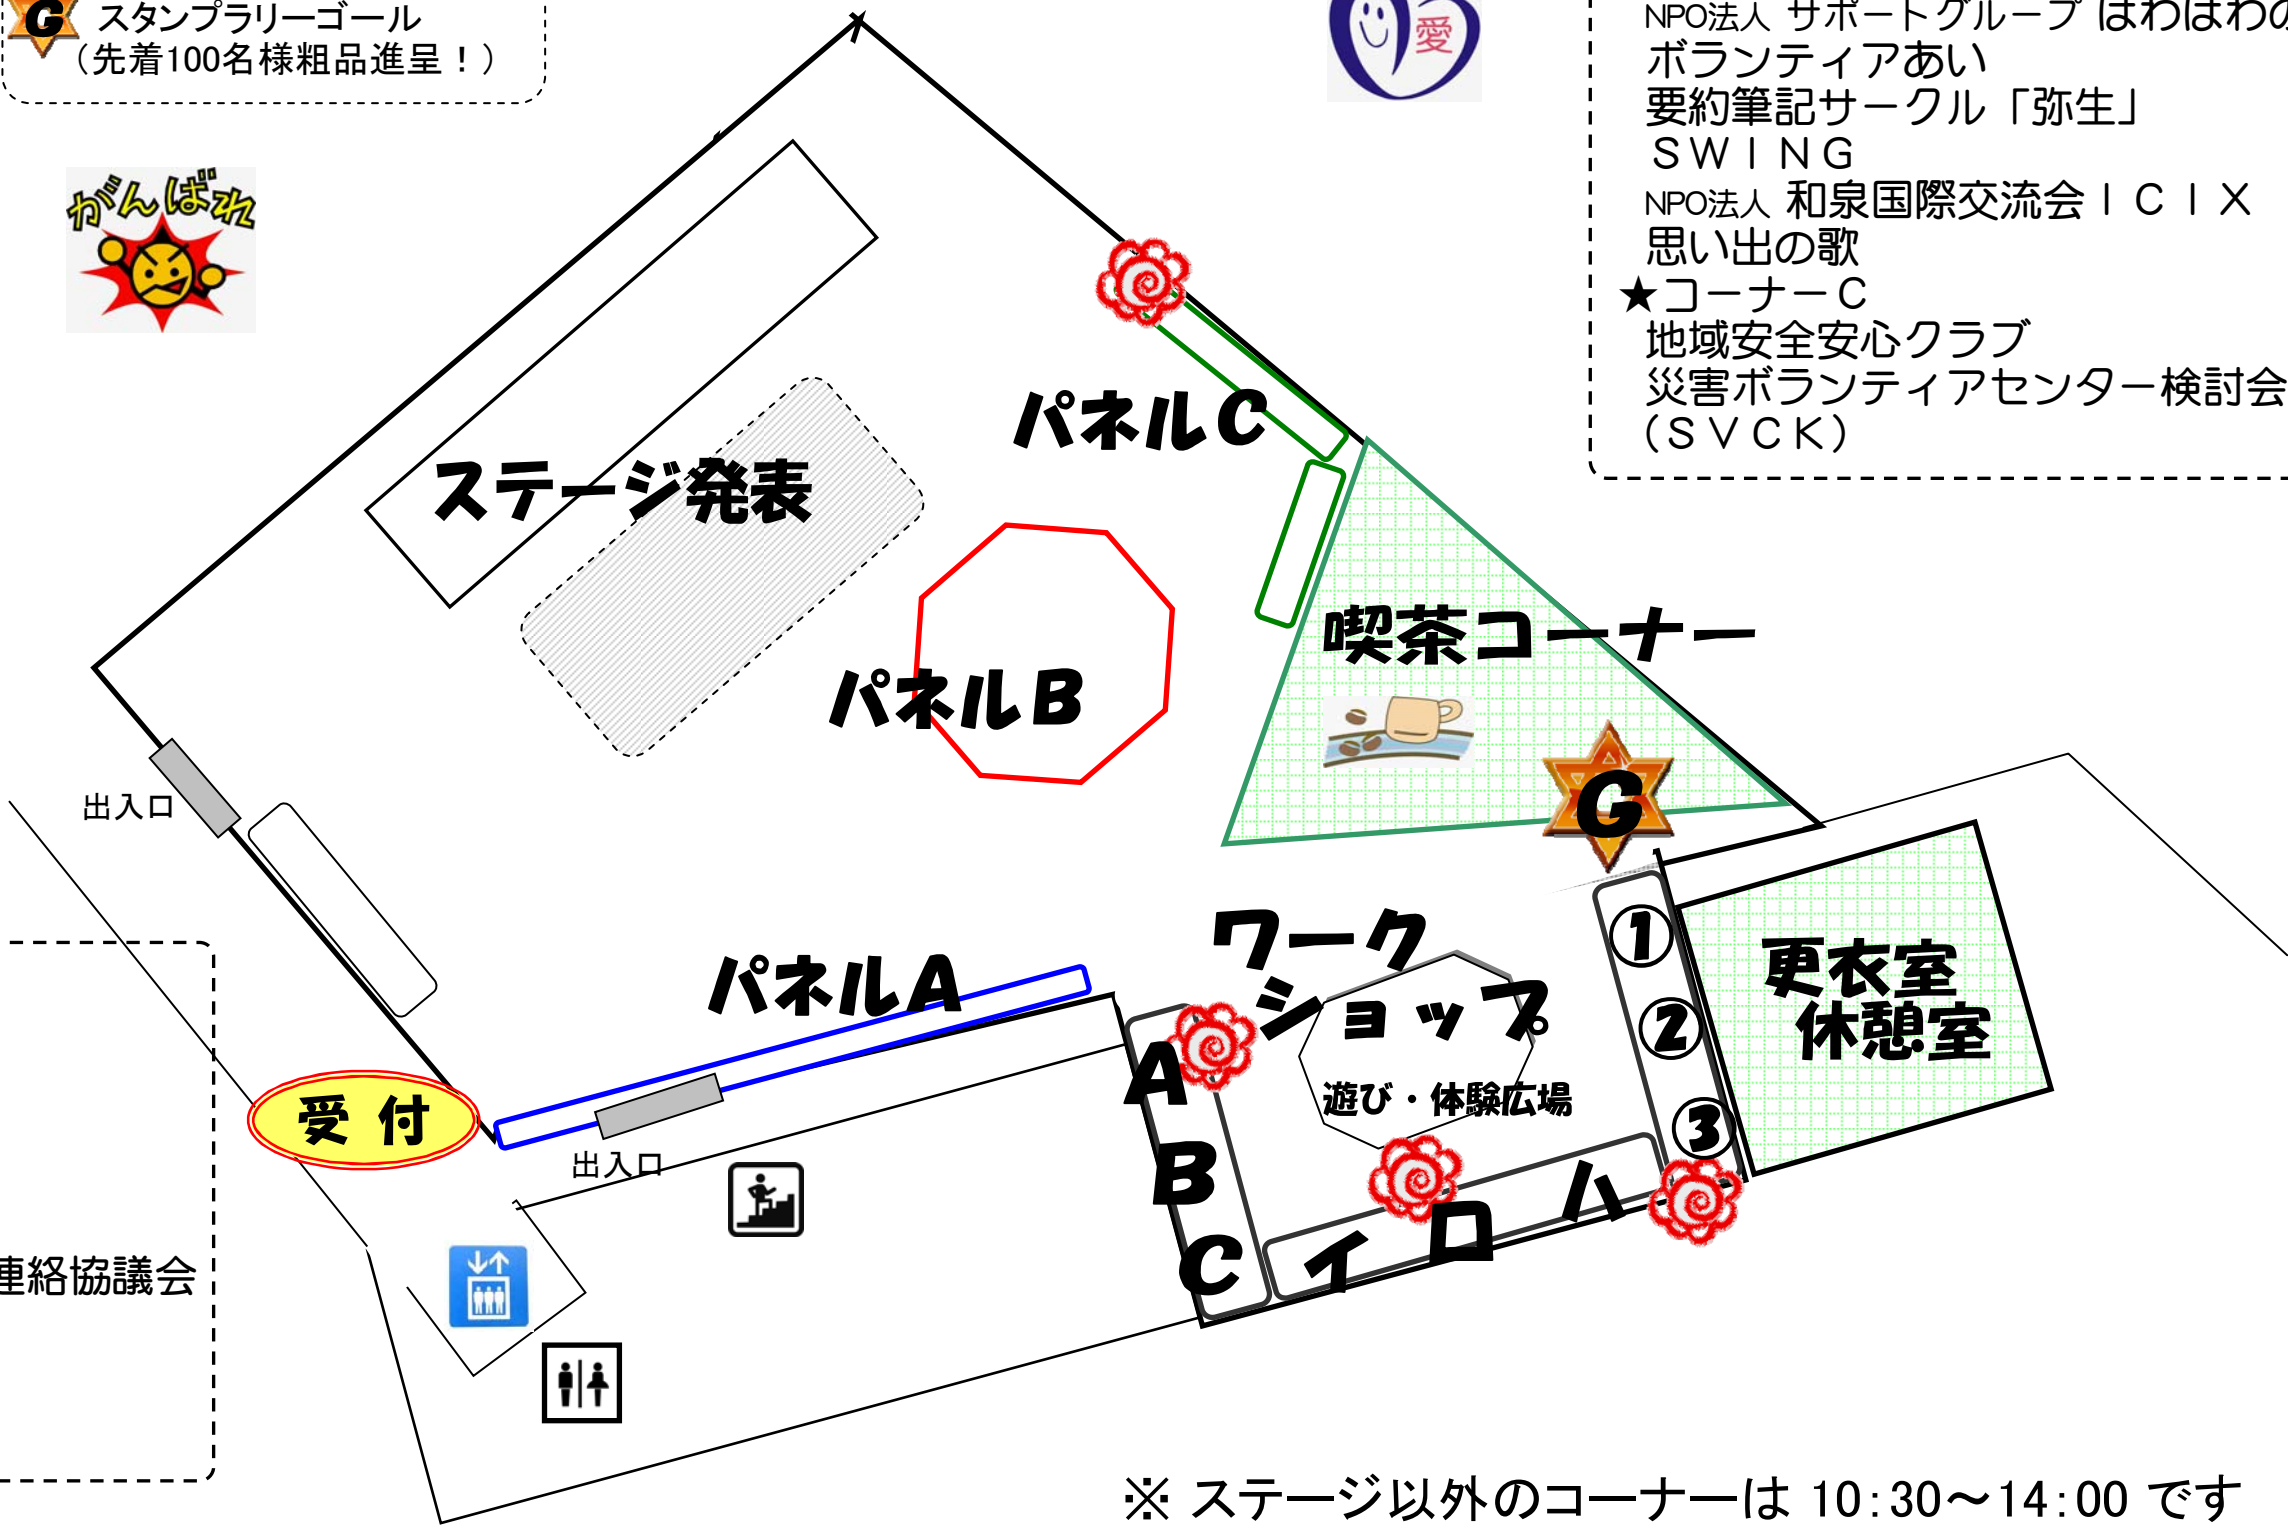 G スタンプラリーゴール
（先着100名様粗品進呈！）
がんばれ
愛
NPO法人 サポートグループ ほわほわの
ボランティアあい
要約筆記サークル「弥生」
ＳＷＩＮＧ
NPO法人 和泉国際交流会ＩＣＩＸ
思い出の歌
★コーナーＣ
地域安全安心クラブ
災害ボランティアセンター検討会
（ＳＶＣＫ）
パネルC
ステージ発表
喫茶コーナー
パネルB
G
出入口
ワーク
ショップ
遊び・体験広場
①
②
③
更衣室
休憩室
パネルA
A
B
C
イ
ロ
ハ
受 付
出入口
連絡協議会
※ ステージ以外のコーナーは 10:30～14:00 です